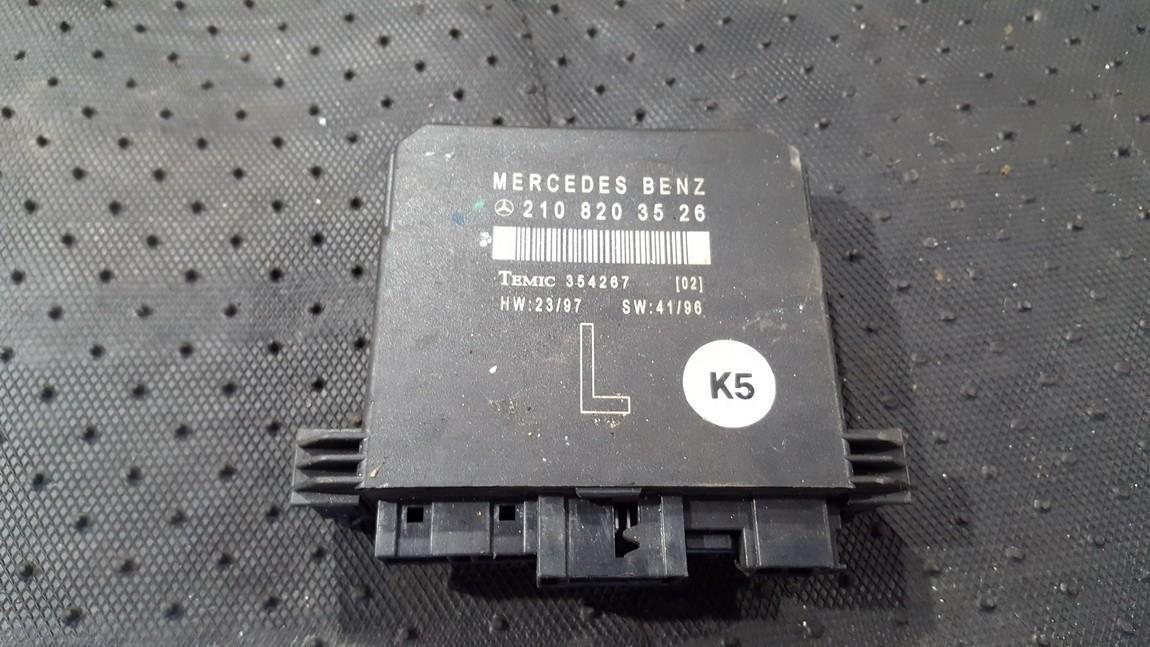 MERCEDES BENZ
210 820 35 26
TEMIC 354267 [02]
HW:23/97 SW:41/96
L
K5